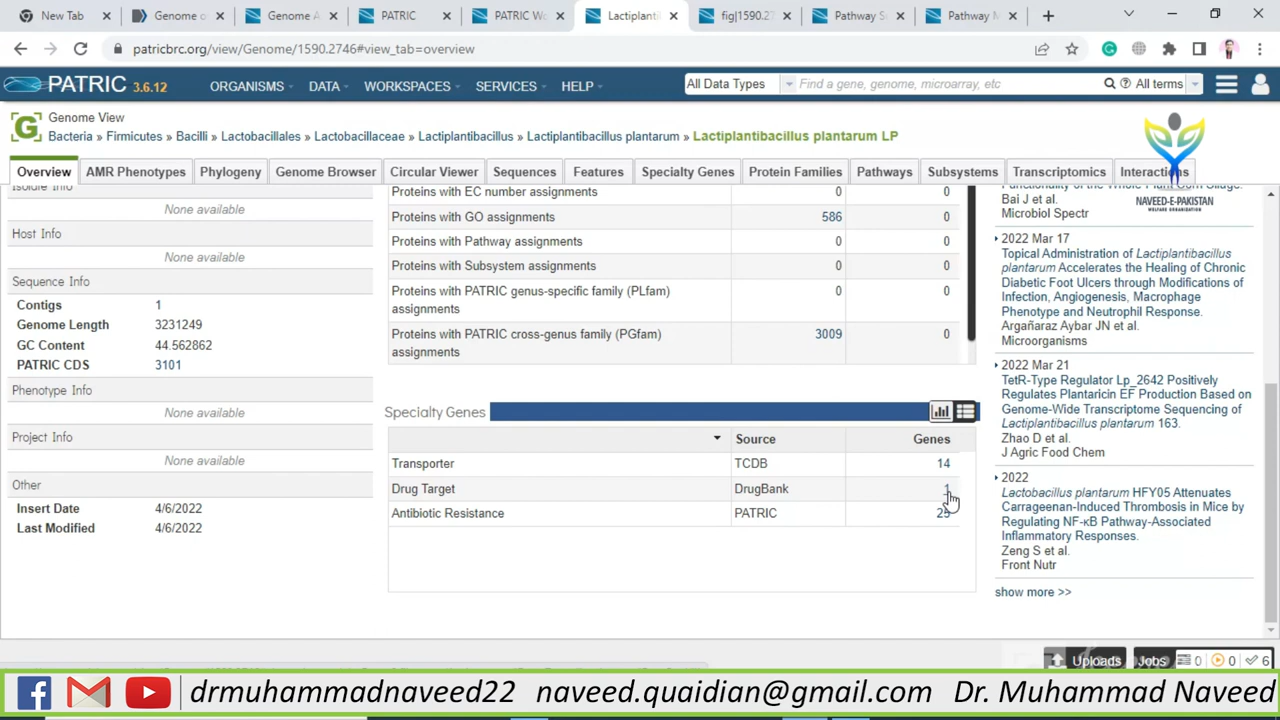 New Tab
Genome o
Genome A
PATRIC
PATRIC Wo
Lactiplanti
fig|1590.27
Pathway S
Pathway M
patricbrc.org/view/Genome/1590.2746#view_tab=overview
PATRIC 3.6.12
ORGANISMS
DATA
WORKSPACES
SERVICES
HELP
All Data Types
Find a gene, genome, microarray, etc
All terms
Genome View
Bacteria » Firmicutes » Bacilli » Lactobacillales » Lactobacillaceae » Lactiplantibacillus » Lactiplantibacillus plantarum » Lactiplantibacillus plantarum LP
Overview
AMR Phenotypes
Phylogeny
Genome Browser
Circular Viewer
Sequences
Features
Specialty Genes
Protein Families
Pathways
Subsystems
Transcriptomics
Interactions
NAVEED-E-PAKISTAN
WELFARE ORGANIZATION
Isolate Info
None available
Host Info
None available
Sequence Info
Contigs 1
Genome Length 3231249
GC Content 44.562862
PATRIC CDS 3101
Phenotype Info
None available
Project Info
None available
Other
Insert Date 4/6/2022
Last Modified 4/6/2022
Proteins with EC number assignments 0 0
Proteins with GO assignments 586 0
Proteins with Pathway assignments 0 0
Proteins with Subsystem assignments 0 0
Proteins with PATRIC genus-specific family (PLfam) 0 0
assignments
Proteins with PATRIC cross-genus family (PGfam) 3009 0
assignments
Specialty Genes
Source Genes
Transporter TCDB 14
Drug Target DrugBank 1
Antibiotic Resistance PATRIC
Functionality of the Whole Plant Corn Silage.
Bai J et al.
Microbiol Spectr
2022 Mar 17
Topical Administration of Lactiplantibacillus
plantarum Accelerates the Healing of Chronic
Diabetic Foot Ulcers through Modifications of
Infection, Angiogenesis, Macrophage
Phenotype and Neutrophil Response.
Argañaraz Aybar JN et al.
Microorganisms
2022 Mar 21
TetR-Type Regulator Lp_2642 Positively
Regulates Plantaricin EF Production Based on
Genome-Wide Transcriptome Sequencing of
Lactiplantibacillus plantarum 163.
Zhao D et al.
J Agric Food Chem
2022
Lactobacillus plantarum HFY05 Attenuates
Carrageenan-Induced Thrombosis in Mice by
Regulating NF-κB Pathway-Associated
Inflammatory Responses.
Zeng S et al.
Front Nutr
show more >>
Uploads
Jobs 0 0 6
drmuhammadnaveed22 naveed.quaidian@gmail.com Dr. Muhammad Naveed